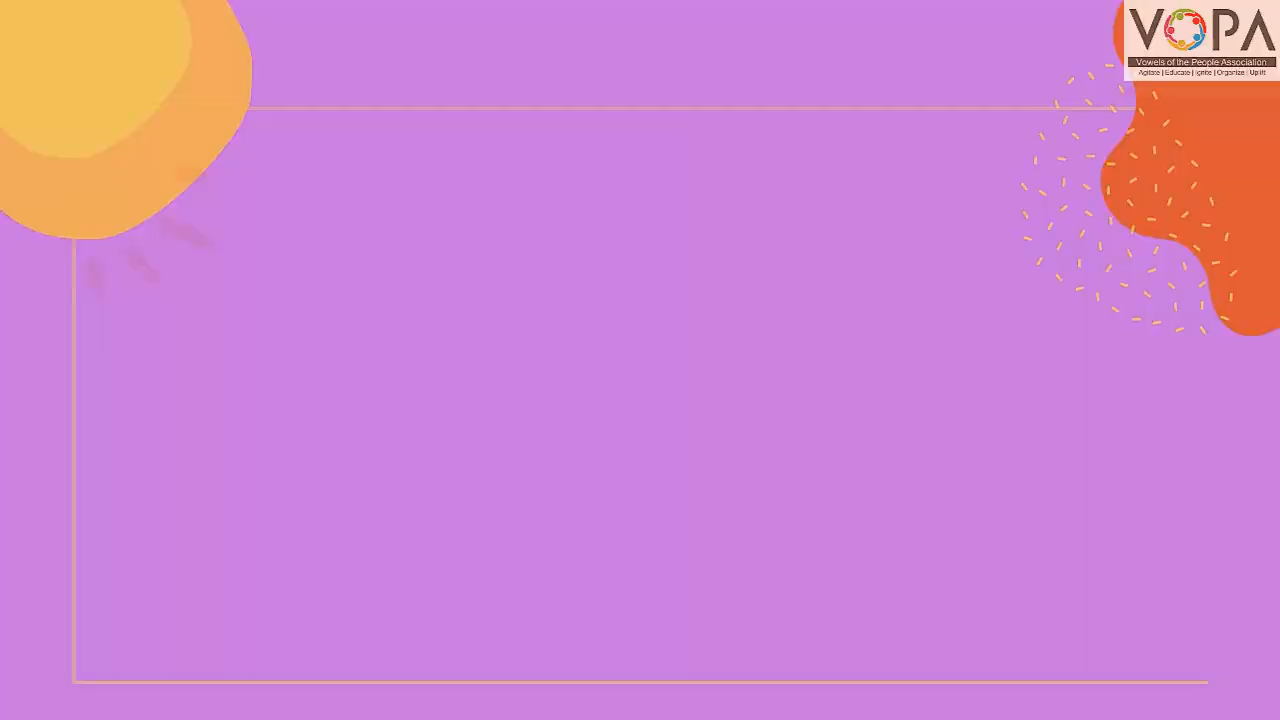 VOPA
Vowels of the People Association
Agitate | Educate | Ignite | Organize | Uplift